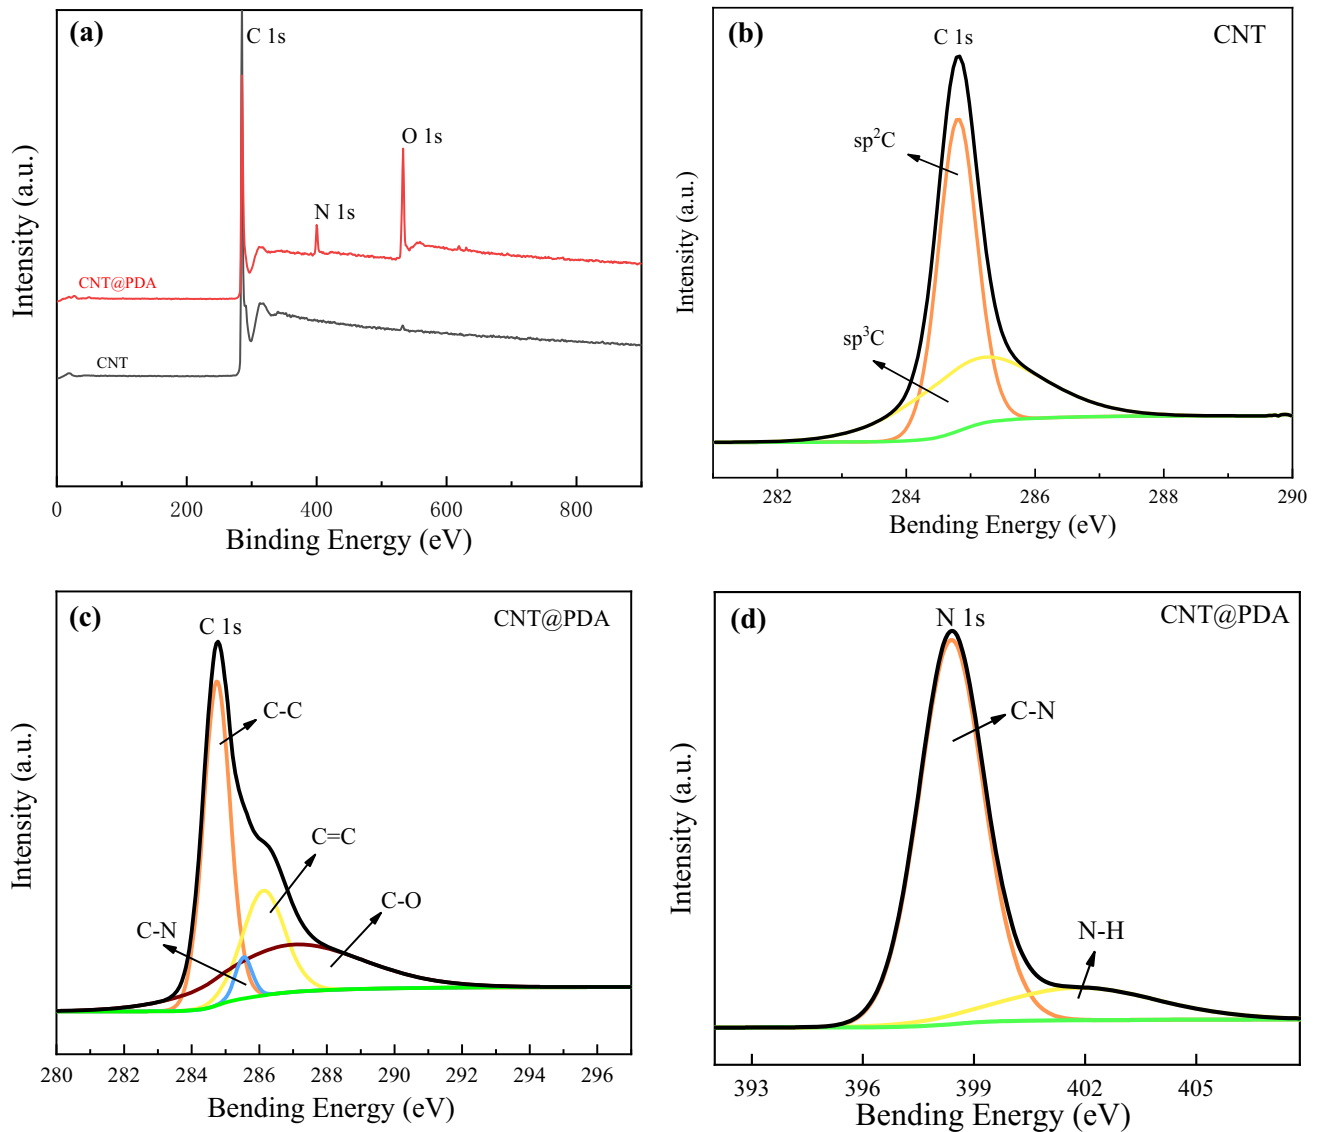 (a)
C 1s
O 1s
N 1s
CNT@PDA
CNT
Intensity (a.u.)
0 200 400 600 800
Binding Energy (eV)
(b)
C 1s
CNT
sp²C
sp³C
Intensity (a.u.)
282 284 286 288 290
Bending Energy (eV)
(c)
C 1s
CNT@PDA
C-C
C=C
C-O
C-N
Intensity (a.u.)
280 282 284 286 288 290 292 294 296
Bending Energy (eV)
(d)
N 1s
CNT@PDA
C-N
N-H
Intensity (a.u.)
393 396 399 402 405
Bending Energy (eV)